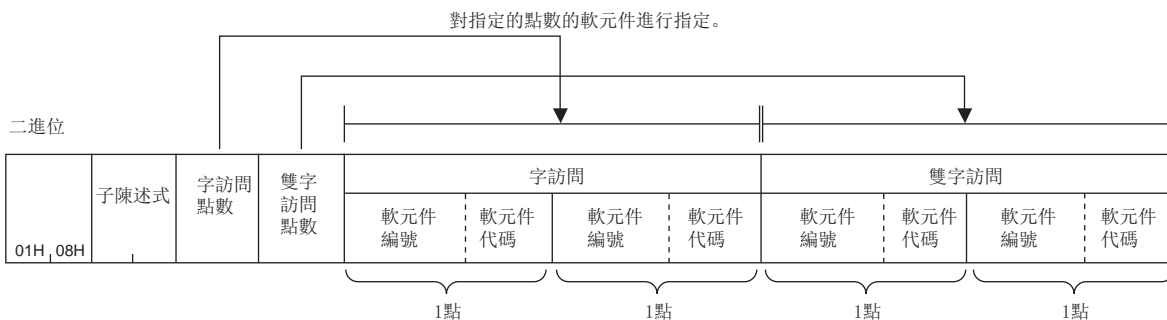 對指定的點數的軟元件進行指定。
二進位
01H 08H
子陳述式
字訪問
點數
雙字
訪問
點數
字訪問
雙字訪問
軟元件
編號
軟元件
代碼
軟元件
編號
軟元件
代碼
軟元件
編號
軟元件
代碼
軟元件
編號
軟元件
代碼
1點
1點
1點
1點